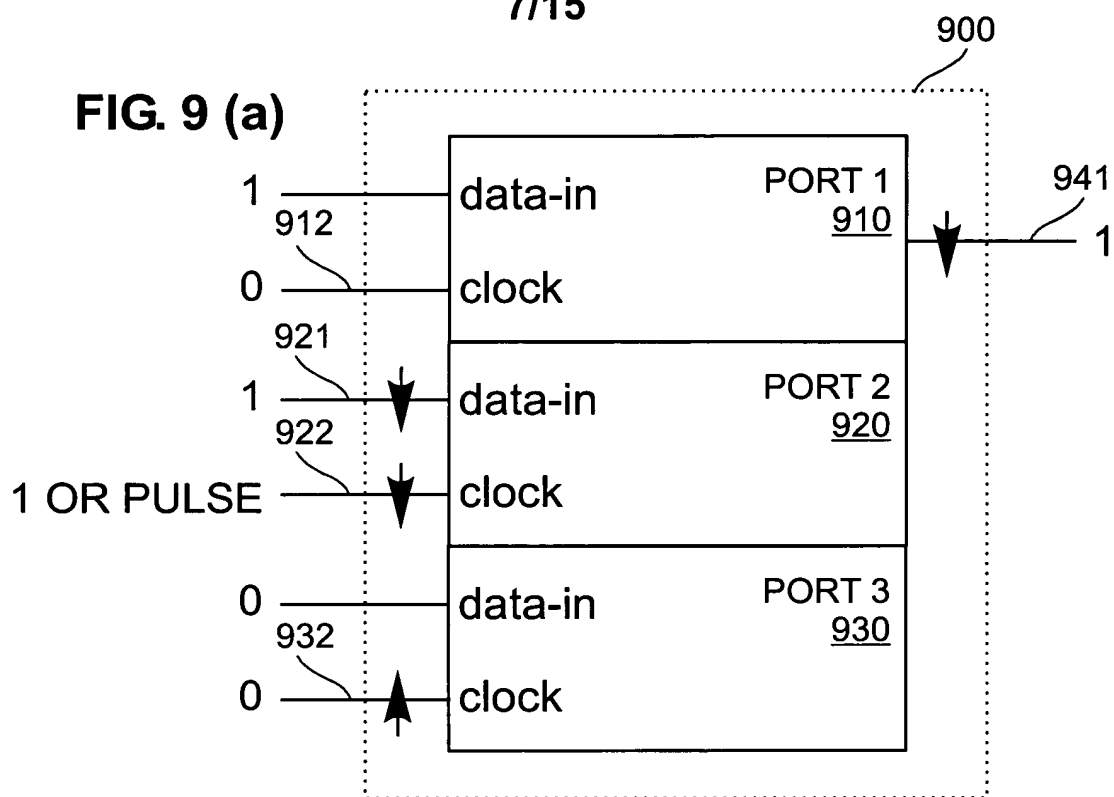 7/15
900
FIG. 9 (a)
1 data-in PORT 1 941
912 910 1
0 clock
921
1 data-in PORT 2
922 920
1 OR PULSE clock
0 data-in PORT 3
932 930
0 clock